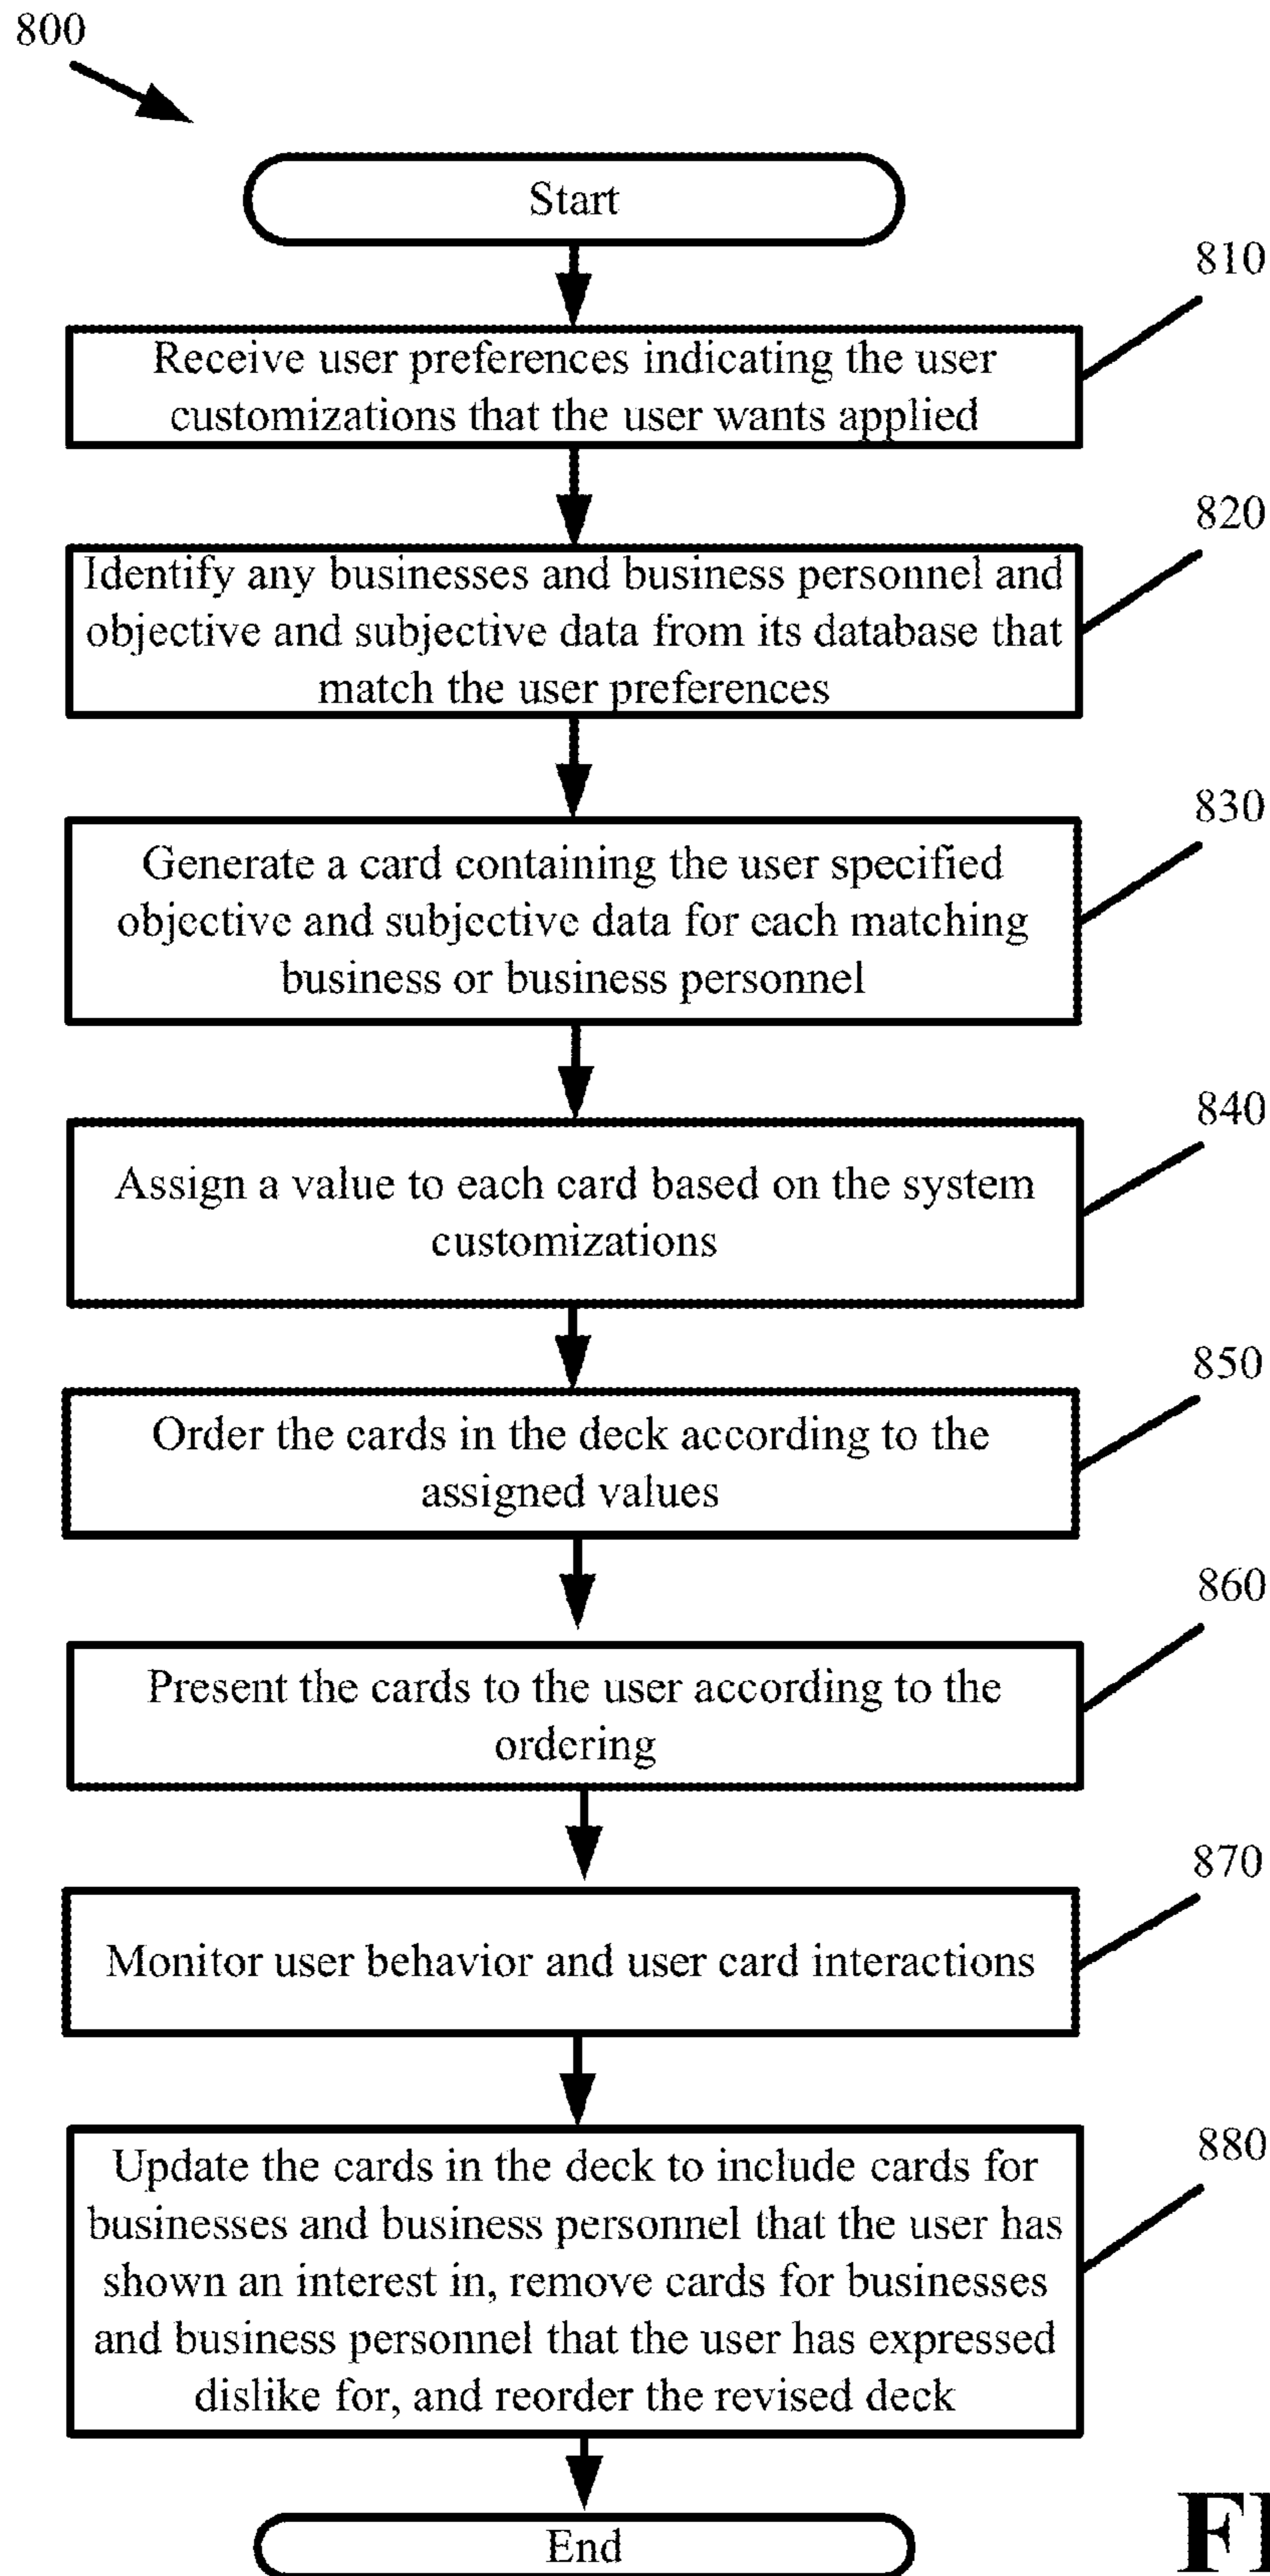 800
Start
810
Receive user preferences indicating the user
customizations that the user wants applied
820
Identify any businesses and business personnel and
objective and subjective data from its database that
match the user preferences
830
Generate a card containing the user specified
objective and subjective data for each matching
business or business personnel
840
Assign a value to each card based on the system
customizations
850
Order the cards in the deck according to the
assigned values
860
Present the cards to the user according to the
ordering
870
Monitor user behavior and user card interactions
880
Update the cards in the deck to include cards for
businesses and business personnel that the user has
shown an interest in, remove cards for businesses
and business personnel that the user has expressed
dislike for, and reorder the revised deck
End